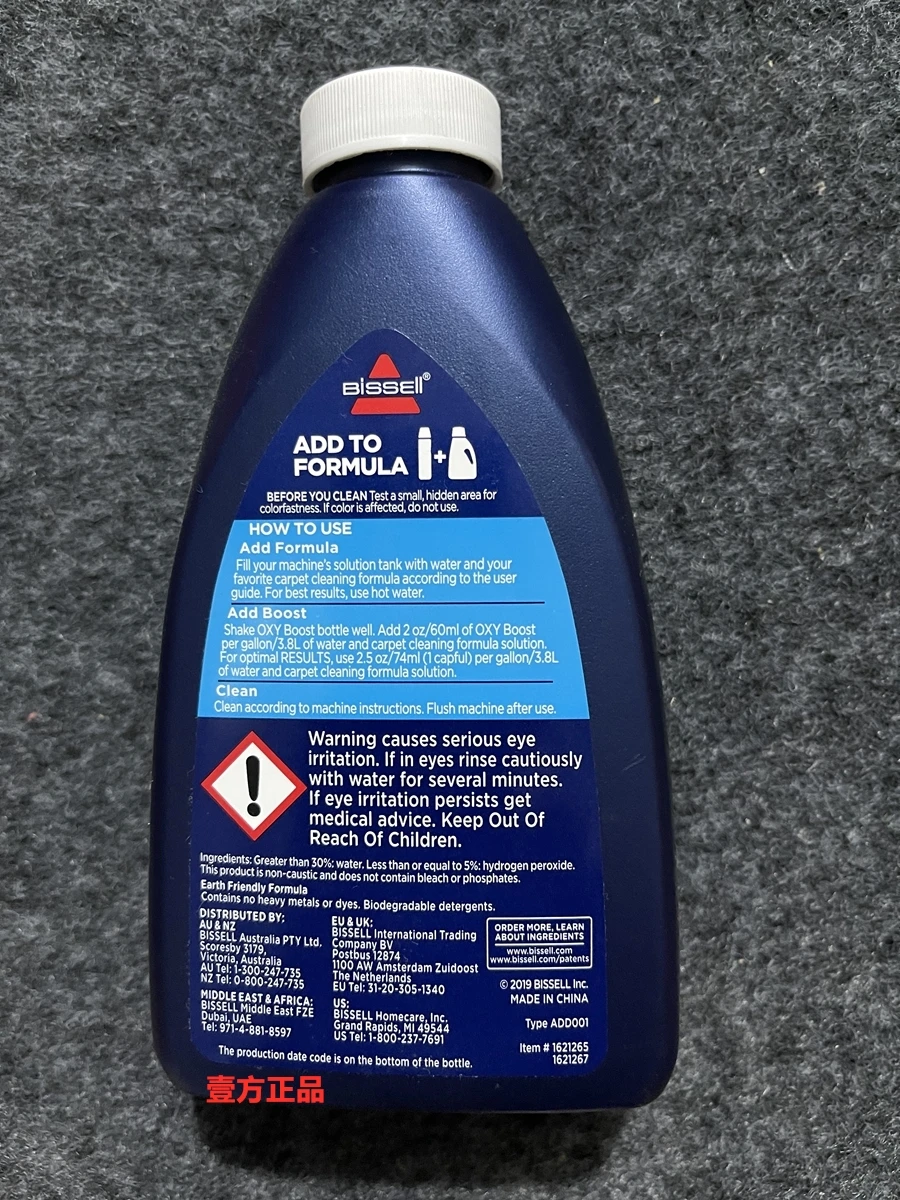 BISSELL®
ADD TO
FORMULA
+
BEFORE YOU CLEAN Test a small, hidden area for
colorfastness. If color is affected, do not use.
HOW TO USE
Add Formula
Fill your machine's solution tank with water and your
favorite carpet cleaning formula according to the user
guide. For best results, use hot water.
Add Boost
Shake OXY Boost bottle well. Add 2 oz/60ml of OXY Boost
per gallon/3.8L of water and carpet cleaning formula solution.
For optimal RESULTS, use 2.5 oz/74ml (1 capful) per gallon/3.8L
of water and carpet cleaning formula solution.
Clean
Clean according to machine instructions. Flush machine after use.
!
Warning causes serious eye
irritation. If in eyes rinse cautiously
with water for several minutes.
If eye irritation persists get
medical advice. Keep Out Of
Reach Of Children.
Ingredients: Greater than 30%: water. Less than or equal to 5%: hydrogen peroxide.
This product is non-caustic and does not contain bleach or phosphates.
Earth Friendly Formula
Contains no heavy metals or dyes. Biodegradable detergents.
DISTRIBUTED BY:
AU & NZ
BISSELL Australia PTY Ltd.
Scoresby 3179,
Victoria, Australia
AU Tel: 1-300-247-735
NZ Tel: 0-800-247-735
MIDDLE EAST & AFRICA:
BISSELL Middle East FZE
Dubai, UAE
Tel: 971-4-881-8597
EU & UK:
BISSELL International Trading
Company BV
Postbus 12874
1100 AW Amsterdam Zuidoost
The Netherlands
EU Tel: 31-20-305-1340
US:
BISSELL Homecare, Inc.
Grand Rapids, MI 49544
US Tel: 1-800-237-7691
ORDER MORE, LEARN
ABOUT INGREDIENTS
www.bissell.com
www.bissell.com/patents
© 2019 BISSELL Inc.
MADE IN CHINA
Type ADD001
Item # 1621265
1621267
The production date code is on the bottom of the bottle.
壹方正品